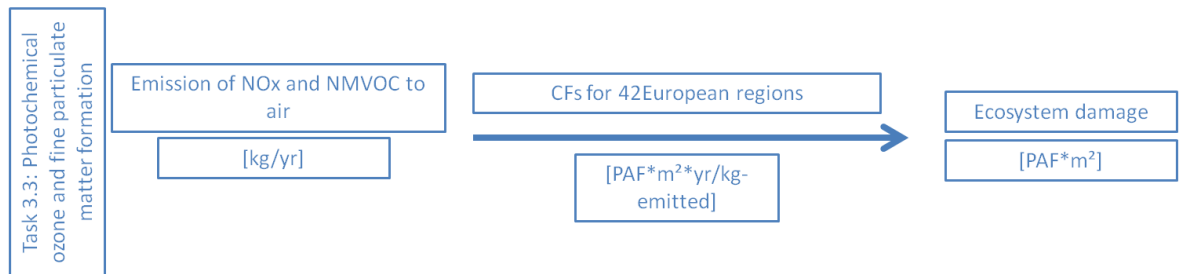 Task 3.3: Photochemical
ozone and fine particulate
matter formation
Emission of NOx and NMVOC to
air
[kg/yr]
CFs for 42European regions
[PAF*m²*yr/kg-
emitted]
Ecosystem damage
[PAF*m²]